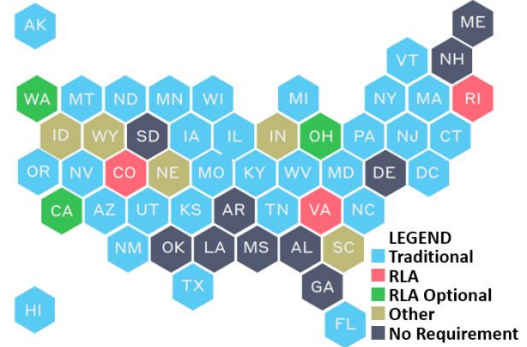 AK
ME
VT NH
WA MT ND MN WI MI NY MA RI
ID WY SD IA IL IN OH PA NJ CT
OR NV CO NE MO KY WV MD DE DC
CA AZ UT KS AR TN VA NC
NM OK LA MS AL SC
TX GA
HI FL
LEGEND
Traditional
RLA
RLA Optional
Other
No Requirement